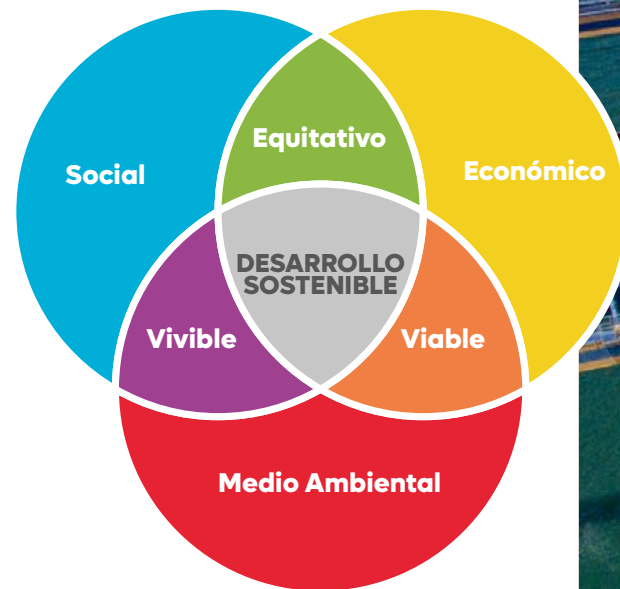 Equitativo
Social
Económico
DESARROLLO
SOSTENIBLE
Vivible
Viable
Medio Ambiental